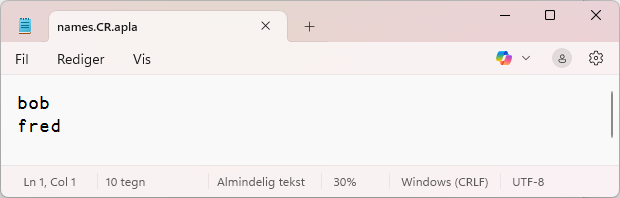 names.CR.apla
Fil Rediger Vis
bob
fred
Ln 1, Col 1 10 tegn Almindelig tekst 30% Windows (CRLF) UTF-8